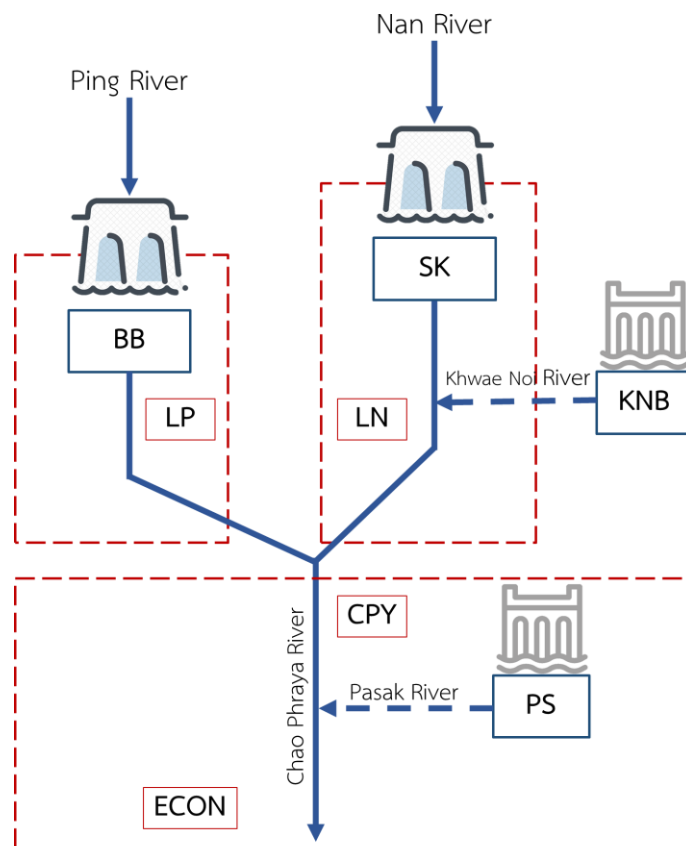 Nan River
Ping River
SK
BB
Khwae Noi River
KNB
LP
LN
CPY
Chao Phraya River
Pasak River
PS
ECON